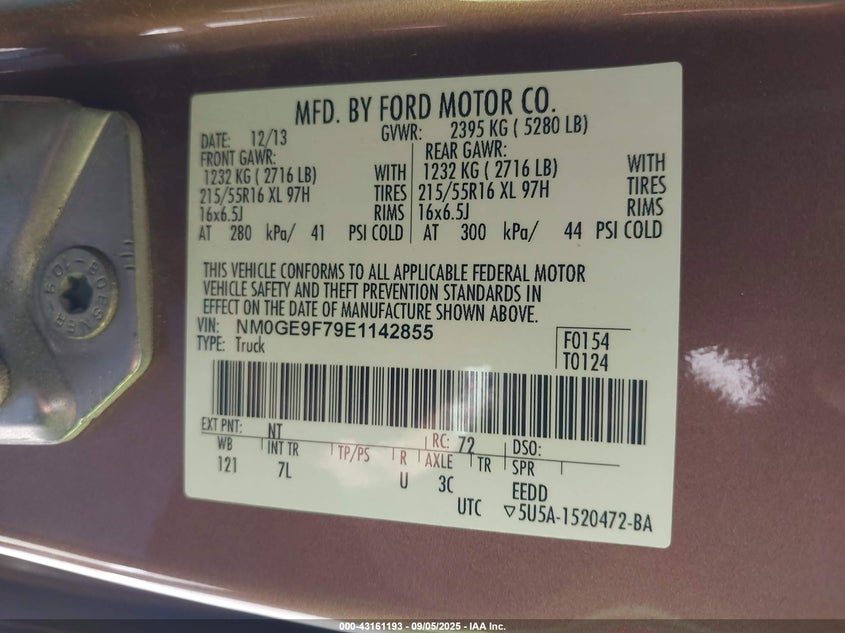 MFD. BY FORD MOTOR CO.
DATE: 12/13 GVWR: 2395 KG ( 5280 LB)
FRONT GAWR: REAR GAWR:
1232 KG ( 2716 LB) WITH 1232 KG ( 2716 LB) WITH
215/55R16 XL 97H TIRES 215/55R16 XL 97H TIRES
16x6.5J RIMS 16x6.5J RIMS
AT 280 kPa/ 41 PSI COLD AT 300 kPa/ 44 PSI COLD
THIS VEHICLE CONFORMS TO ALL APPLICABLE FEDERAL MOTOR
VEHICLE SAFETY AND THEFT PREVENTION STANDARDS IN
EFFECT ON THE DATE OF MANUFACTURE SHOWN ABOVE.
VIN: NM0GE9F79E1142855 F0154
TYPE: Truck T0124
EXT PNT: NT RC: 72 DSO:
WB INT TR TP/PS R AXLE TR SPR
121 7L U 3C EEDD
UTC ▽5U5A-1520472-BA
BOESNER
000-43161193 - 09/05/2025 - IAA Inc.